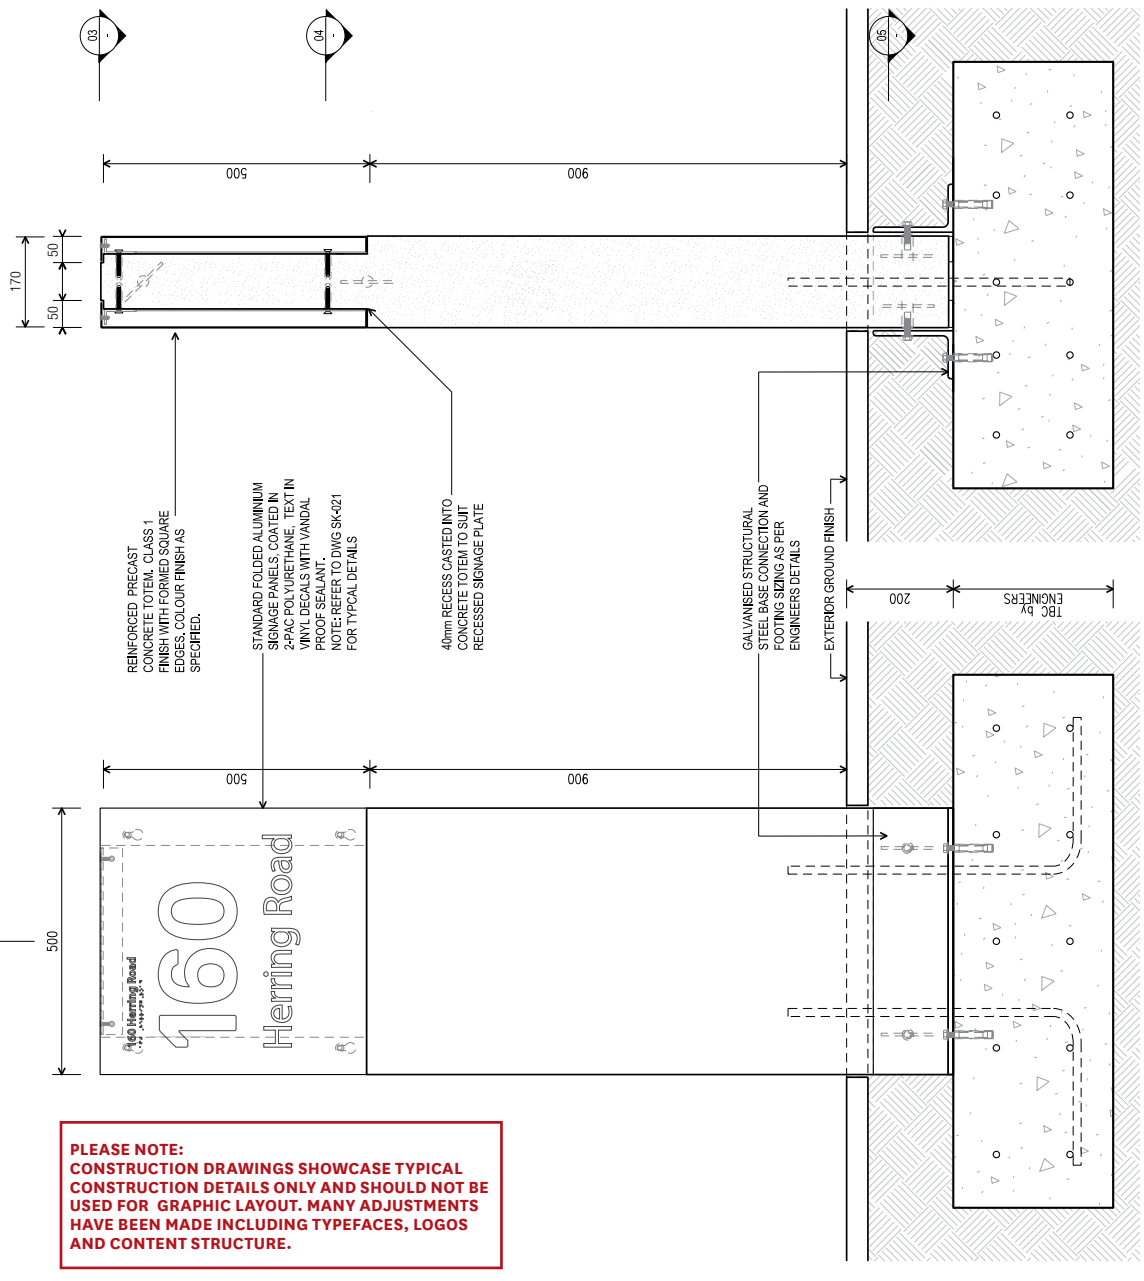 03
-
04
-
05
-
170
50
50
500
900
REINFORCED PRECAST
CONCRETE TOTEM. CLASS 1
FINISH WITH FORMED SQUARE
EDGES. COLOUR FINISH AS
SPECIFIED.
STANDARD FOLDED ALUMINIUM
SIGNAGE PANELS, COATED IN
2-PAC POLYURETHANE, TEXT IN
VINYL DECALS WITH VANDAL
PROOF SEALANT.
NOTE: REFER TO DWG SK-021
FOR TYPCAL DETAILS
40mm RECESS CASTED INTO
CONCRETE TOTEM TO SUIT
RECESSED SIGNAGE PLATE
GALVANISED STRUCTURAL
STEEL BASE CONNECTION AND
FOOTING SIZING AS PER
ENGINEERS DETAILS
EXTERIOR GROUND FINISH
200
TBC by
ENGINEERS
500
500
900
160 Herring Road
160
Herring Road
PLEASE NOTE:
CONSTRUCTION DRAWINGS SHOWCASE TYPICAL
CONSTRUCTION DETAILS ONLY AND SHOULD NOT BE
USED FOR GRAPHIC LAYOUT. MANY ADJUSTMENTS
HAVE BEEN MADE INCLUDING TYPEFACES, LOGOS
AND CONTENT STRUCTURE.